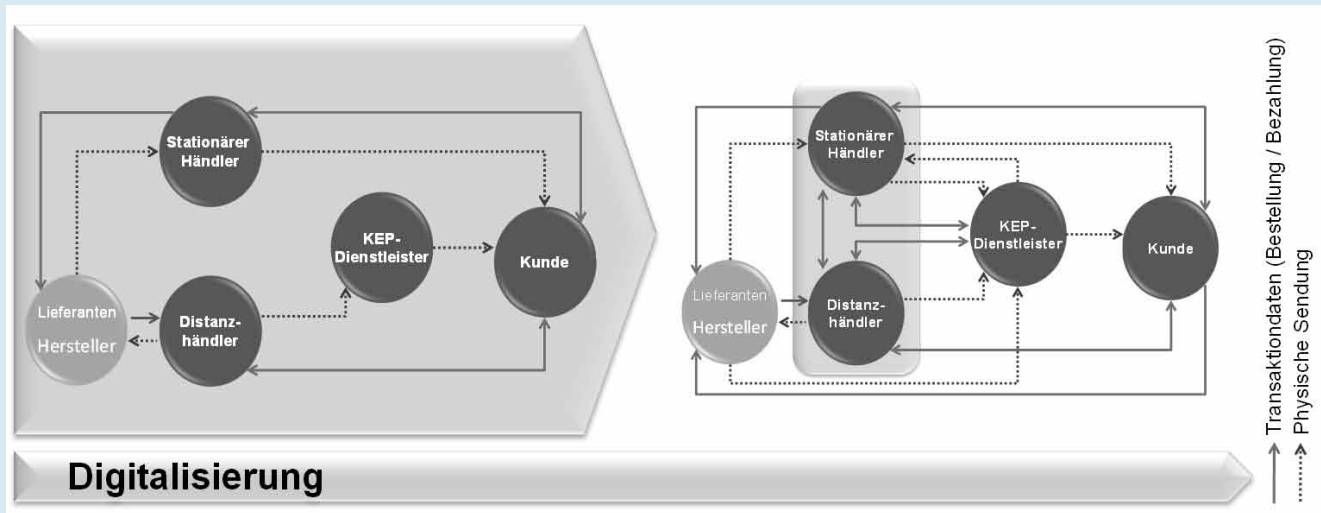 Stationärer
Händler
KEP-
Dienstleister
Kunde
Lieferanten
Hersteller
Distanz-
händler
Stationärer
Händler
KEP-
Dienstleister
Kunde
Lieferanten
Hersteller
Distanz-
händler
Transaktiondaten (Bestellung / Bezahlung)
Physische Sendung
Digitalisierung